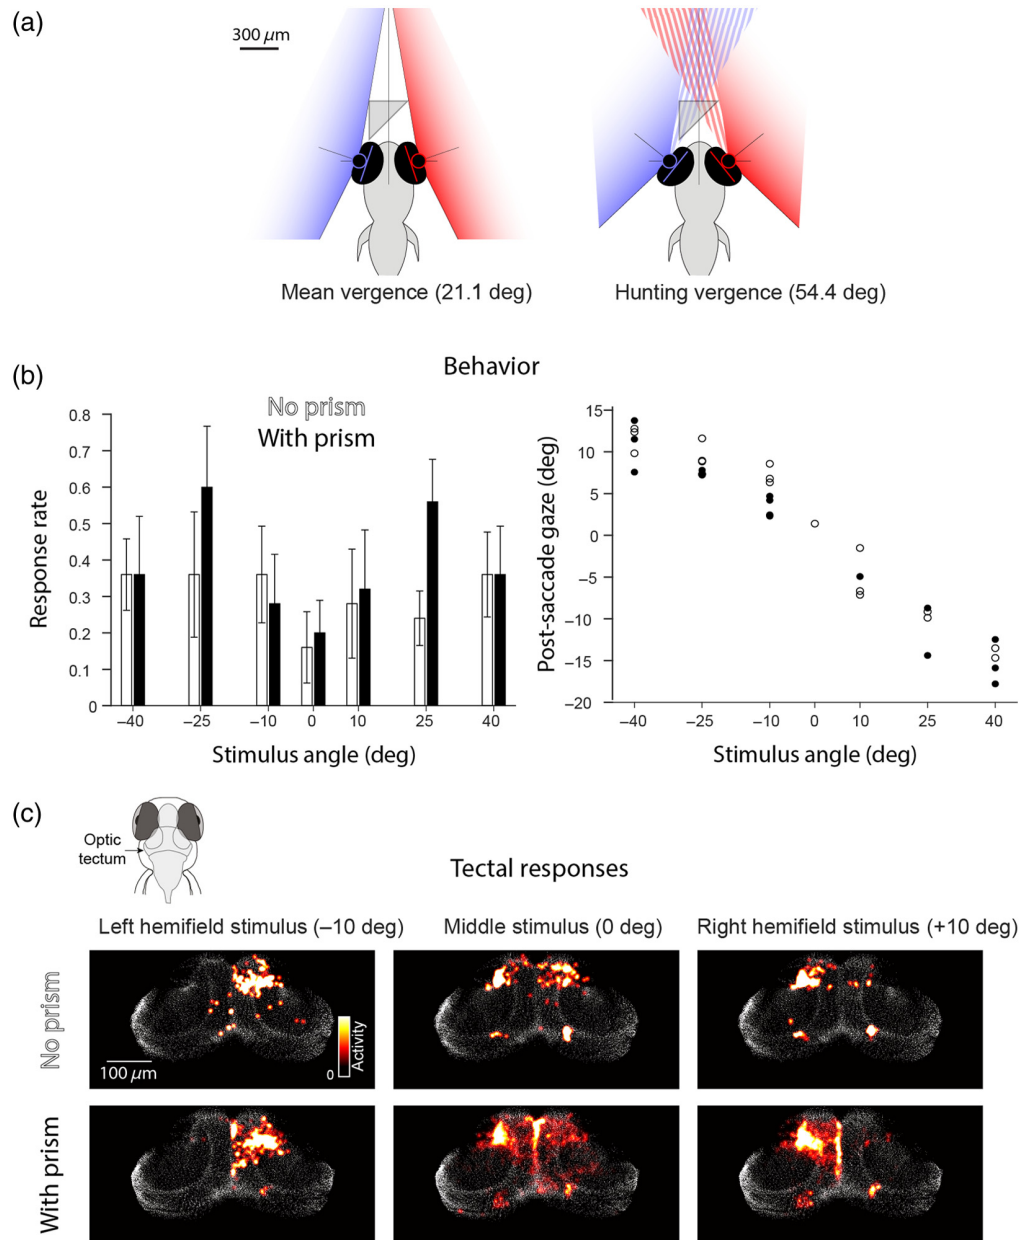 (a)
300 μm
Mean vergence (21.1 deg)
Hunting vergence (54.4 deg)
(b)
Behavior
No prism
With prism
Response rate
0.8
0.7
0.6
0.5
0.4
0.3
0.2
0.1
0
–40
–25
–10
0
10
25
40
Stimulus angle (deg)
Post-saccade gaze (deg)
15
10
5
0
–5
–10
–15
–20
–40
–25
–10
0
10
25
40
Stimulus angle (deg)
(c)
Optic
tectum
Tectal responses
Left hemifield stimulus (–10 deg)
Middle stimulus (0 deg)
Right hemifield stimulus (+10 deg)
No prism
100 μm
0
Activity
With prism